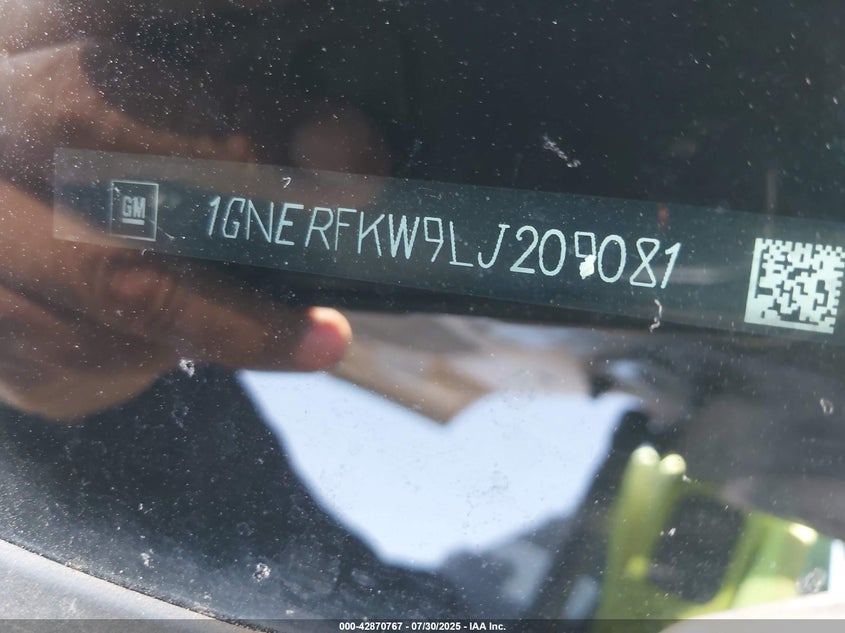 GM 1GNERFKW9LJ209081
000-42870767 - 07/30/2025 - IAA Inc.